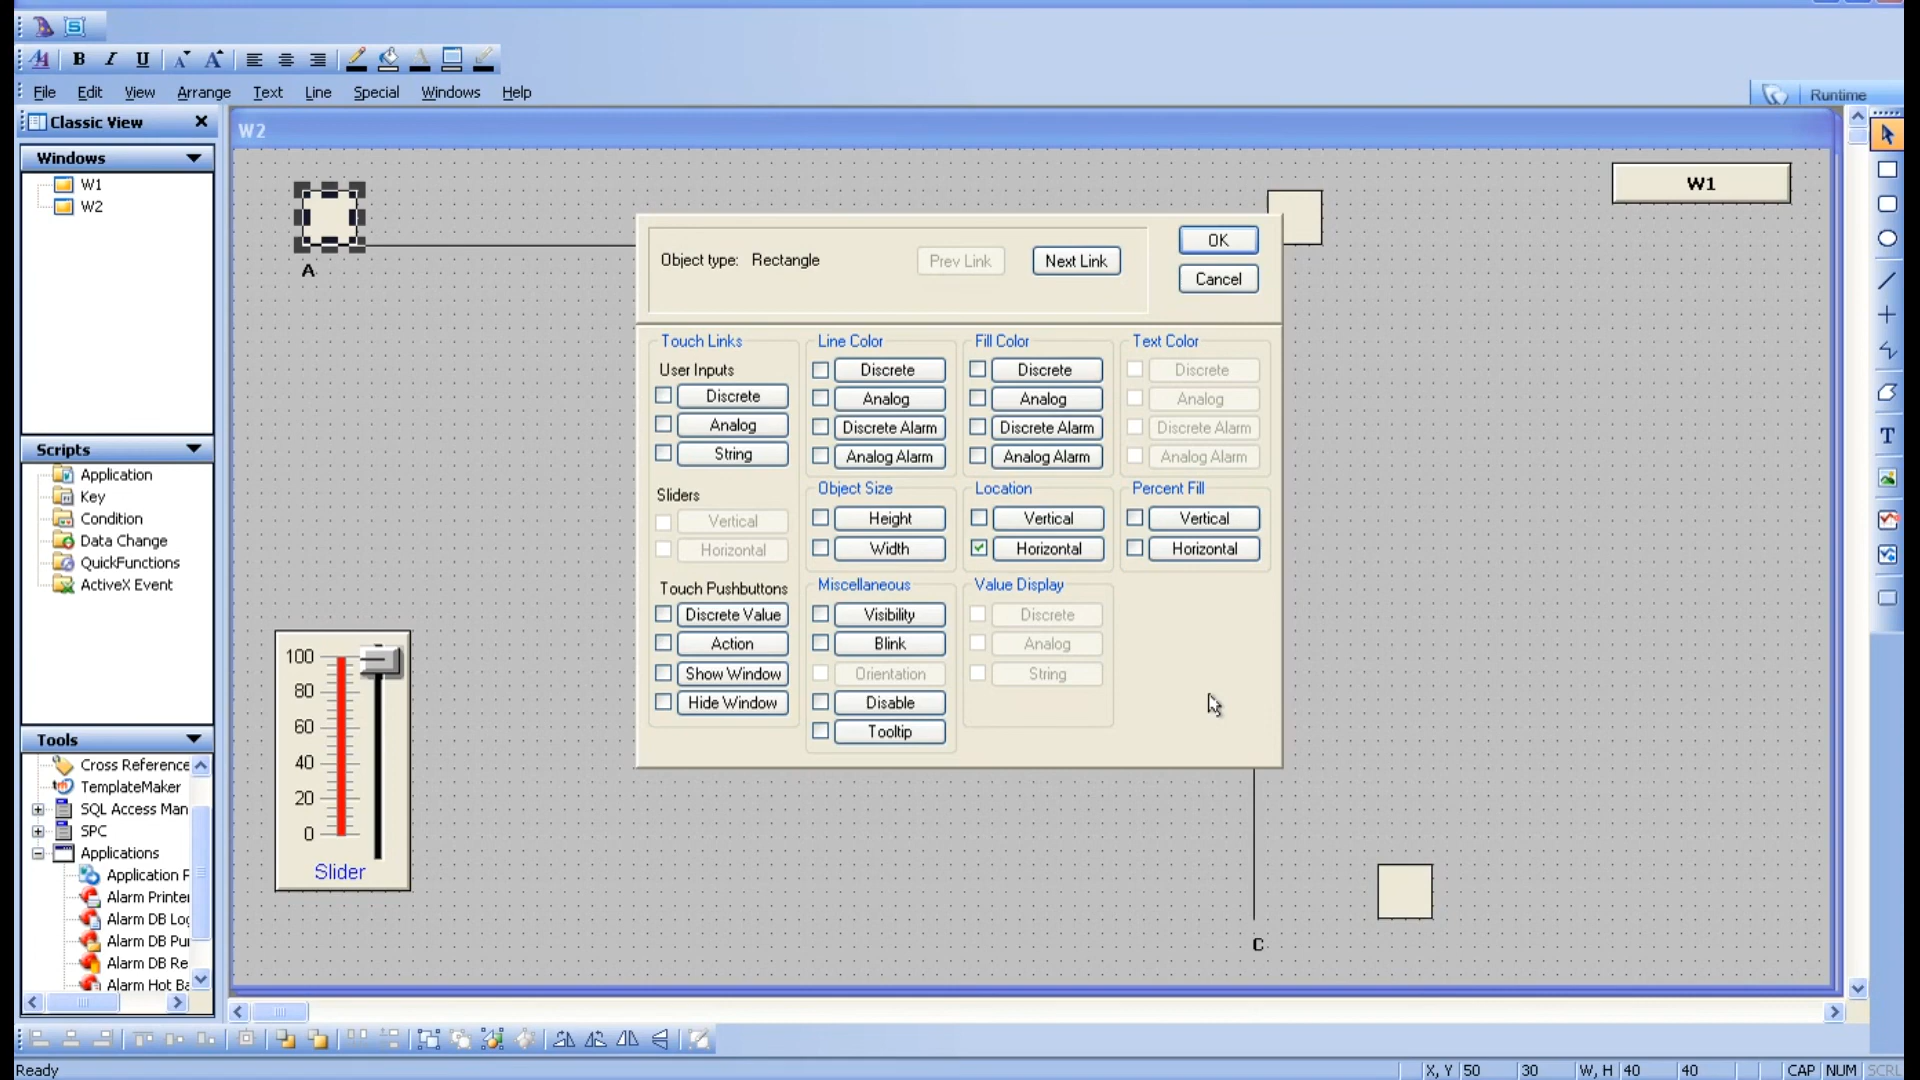 B I U A A
File Edit View Arrange Text Line Special Windows Help
Runtime
Classic View
Windows
W1
W2
Scripts
Application
Key
Condition
Data Change
QuickFunctions
ActiveX Event
Tools
Cross Reference
TemplateMaker
SQL Access Man
SPC
Applications
Application F
Alarm Printer
Alarm DB Log
Alarm DB Pur
Alarm DB Re
Alarm Hot Ba
W2
W1
A
C
100
80
60
40
20
0
Slider
Object type: Rectangle
Prev Link
Next Link
OK
Cancel
Touch Links
User Inputs
Discrete
Analog
String
Sliders
Vertical
Horizontal
Touch Pushbuttons
Discrete Value
Action
Show Window
Hide Window
Line Color
Discrete
Analog
Discrete Alarm
Analog Alarm
Object Size
Height
Width
Miscellaneous
Visibility
Blink
Orientation
Disable
Tooltip
Fill Color
Discrete
Analog
Discrete Alarm
Analog Alarm
Location
Vertical
Horizontal
Value Display
Discrete
Analog
String
Text Color
Discrete
Analog
Discrete Alarm
Analog Alarm
Percent Fill
Vertical
Horizontal
T
Ready
X, Y 50 30 W, H 40 40 CAP NUM SCRL